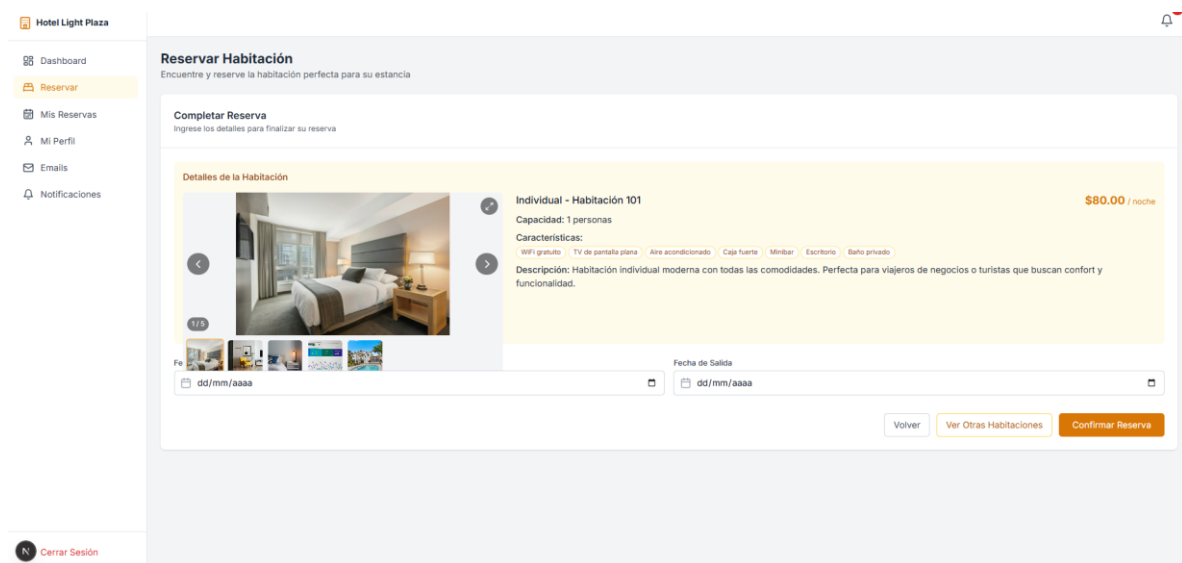 Hotel Light Plaza
Dashboard
Reservar
Mis Reservas
Mi Perfil
Emails
Notificaciones
N
Cerrar Sesión
Reservar Habitación
Encuentre y reserve la habitación perfecta para su estancia
Completar Reserva
Ingrese los detalles para finalizar su reserva
Detalles de la Habitación
1 / 5
Individual - Habitación 101
$80.00 / noche
Capacidad: 1 personas
Características:
WiFi gratuito TV de pantalla plana Aire acondicionado Caja fuerte Minibar Escritorio Baño privado
Descripción: Habitación individual moderna con todas las comodidades. Perfecta para viajeros de negocios o turistas que buscan confort y
funcionalidad.
Fe
dd/mm/aaaa
Fecha de Salida
dd/mm/aaaa
Volver
Ver Otras Habitaciones
Confirmar Reserva